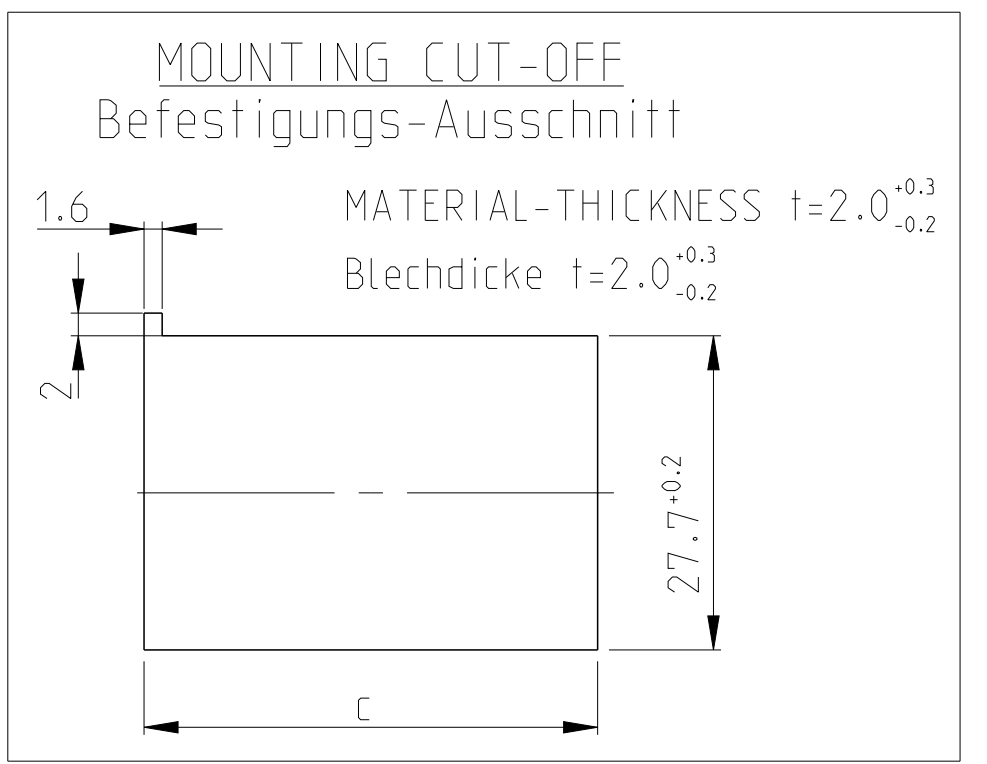 MOUNTING CUT-OFF
Befestigungs-Ausschnitt
1.6
MATERIAL-THICKNESS t=2.0 +0.3 -0.2
Blechdicke t=2.0 +0.3 -0.2
2
27.7 +0.2
C